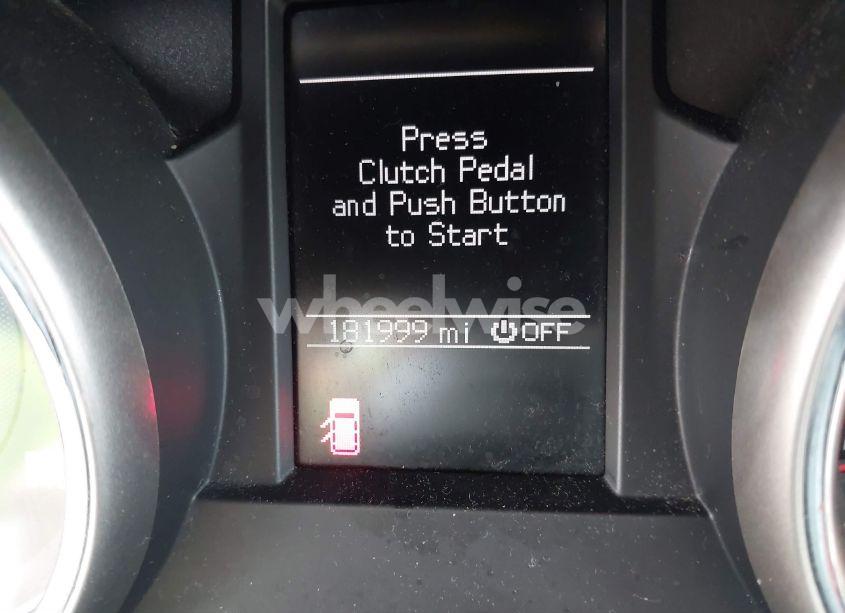 Press
Clutch Pedal
and Push Button
to Start
wheelwise
181999 mi OFF